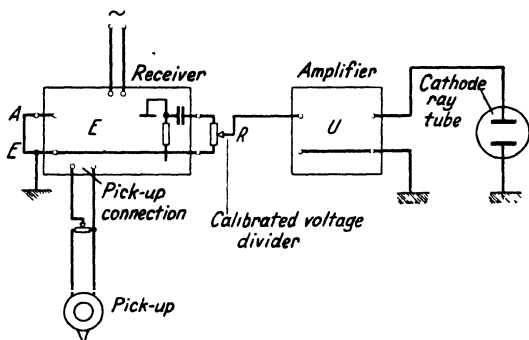 ~
Receiver
Amplifier
Cathode
ray
tube
A
E
E
R
U
Pick-up
connection
Calibrated voltage
divider
Pick-up